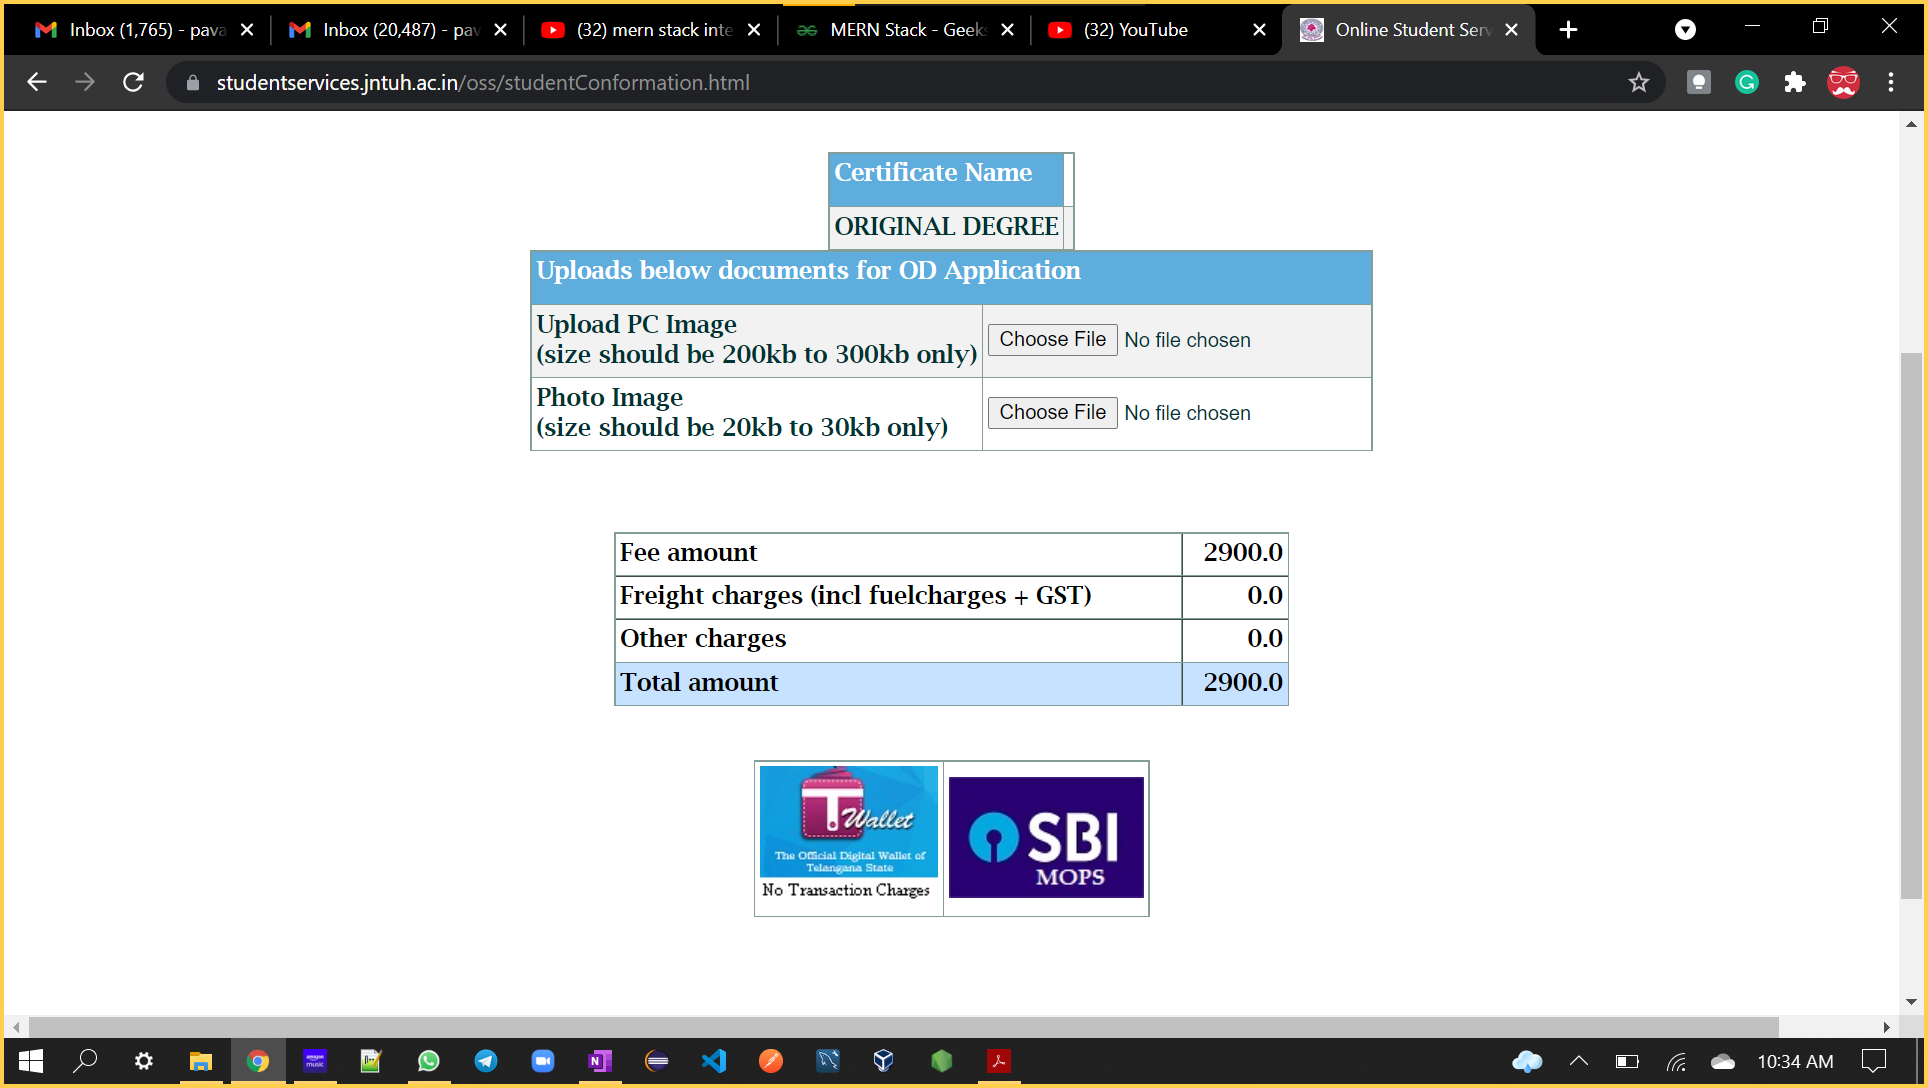 Inbox (1,765) - pava
Inbox (20,487) - pav
(32) mern stack inte
MERN Stack - Geeks
(32) YouTube
Online Student Serv
studentservices.jntuh.ac.in/oss/studentConformation.html
Certificate Name
ORIGINAL DEGREE
Uploads below documents for OD Application
Upload PC Image
(size should be 200kb to 300kb only)
Choose File No file chosen
Photo Image
(size should be 20kb to 30kb only)
Choose File No file chosen
Fee amount 2900.0
Freight charges (incl fuelcharges + GST) 0.0
Other charges 0.0
Total amount 2900.0
T Wallet
The Official Digital Wallet of
Telangana State
No Transaction Charges
SBI
MOPS
amazon
music
10:34 AM